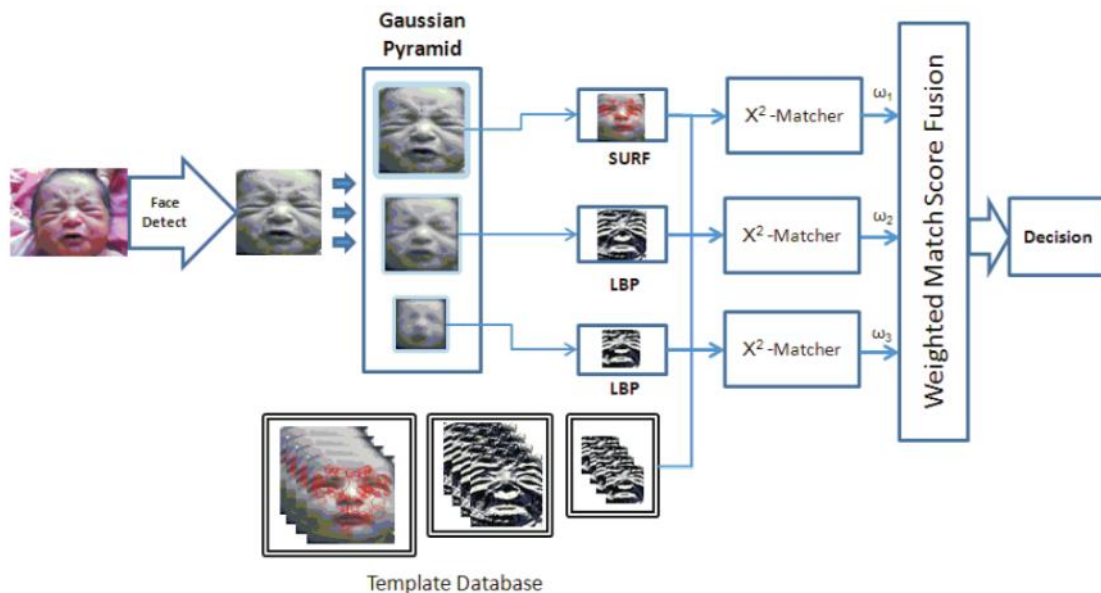 Gaussian
Pyramid
Face
Detect
SURF
LBP
LBP
X²-Matcher
X²-Matcher
X²-Matcher
ω₁
ω₂
ω₃
Weighted Match Score Fusion
Decision
Template Database